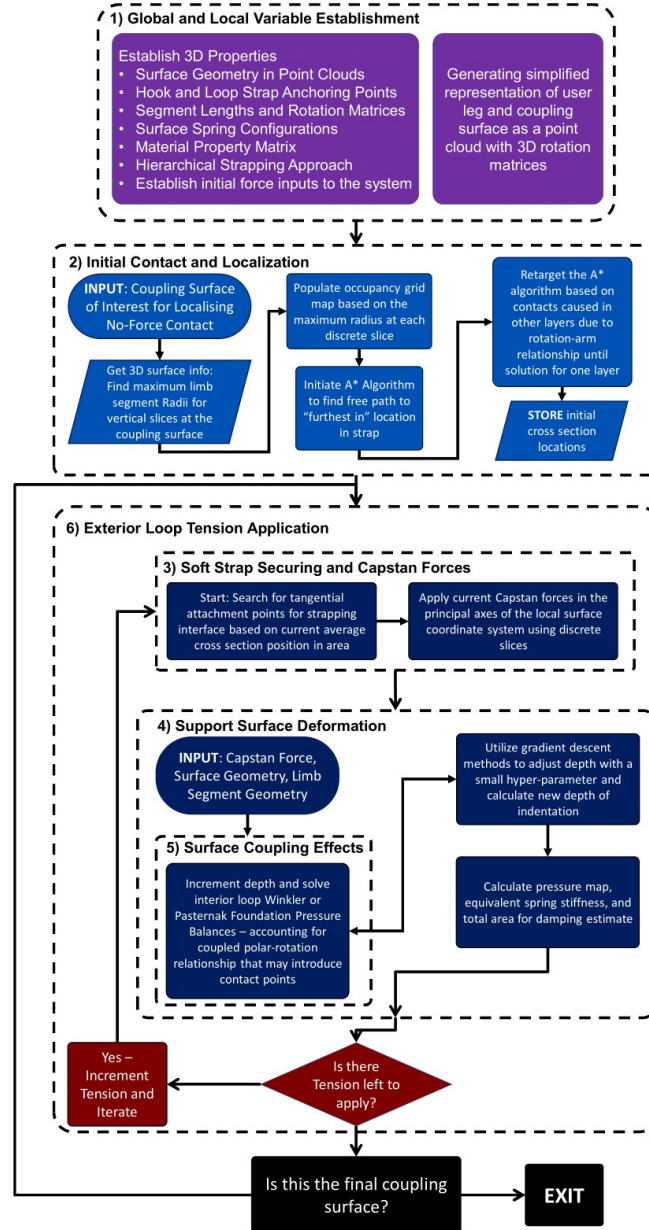 1) Global and Local Variable Establishment
Establish 3D Properties
• Surface Geometry in Point Clouds
• Hook and Loop Strap Anchoring Points
• Segment Lengths and Rotation Matrices
• Surface Spring Configurations
• Material Property Matrix
• Hierarchical Strapping Approach
• Establish initial force inputs to the system
Generating simplified
representation of user
leg and coupling
surface as a point
cloud with 3D rotation
matrices
2) Initial Contact and Localization
INPUT: Coupling Surface
of Interest for Localising
No-Force Contact
Get 3D surface info:
Find maximum limb
segment Radii for
vertical slices at the
coupling surface
Populate occupancy grid
map based on the
maximum radius at each
discrete slice
Initiate A* Algorithm
to find free path to
“furthest in” location
in strap
Retarget the A*
algorithm based on
contacts caused in
other layers due to
rotation-arm
relationship until
solution for one layer
STORE initial
cross section
locations
6) Exterior Loop Tension Application
3) Soft Strap Securing and Capstan Forces
Start: Search for tangential
attachment points for strapping
interface based on current average
cross section position in area
Apply current Capstan forces in the
principal axes of the local surface
coordinate system using discrete
slices
4) Support Surface Deformation
INPUT: Capstan Force,
Surface Geometry, Limb
Segment Geometry
5) Surface Coupling Effects
Increment depth and solve
interior loop Winkler or
Pasternak Foundation Pressure
Balances – accounting for
coupled polar-rotation
relationship that may introduce
contact points
Utilize gradient descent
methods to adjust depth with a
small hyper-parameter and
calculate new depth of
indentation
Calculate pressure map,
equivalent spring stiffness, and
total area for damping estimate
Is there
Tension left to
apply?
Yes –
Increment
Tension and
Iterate
Is this the final coupling
surface?
EXIT